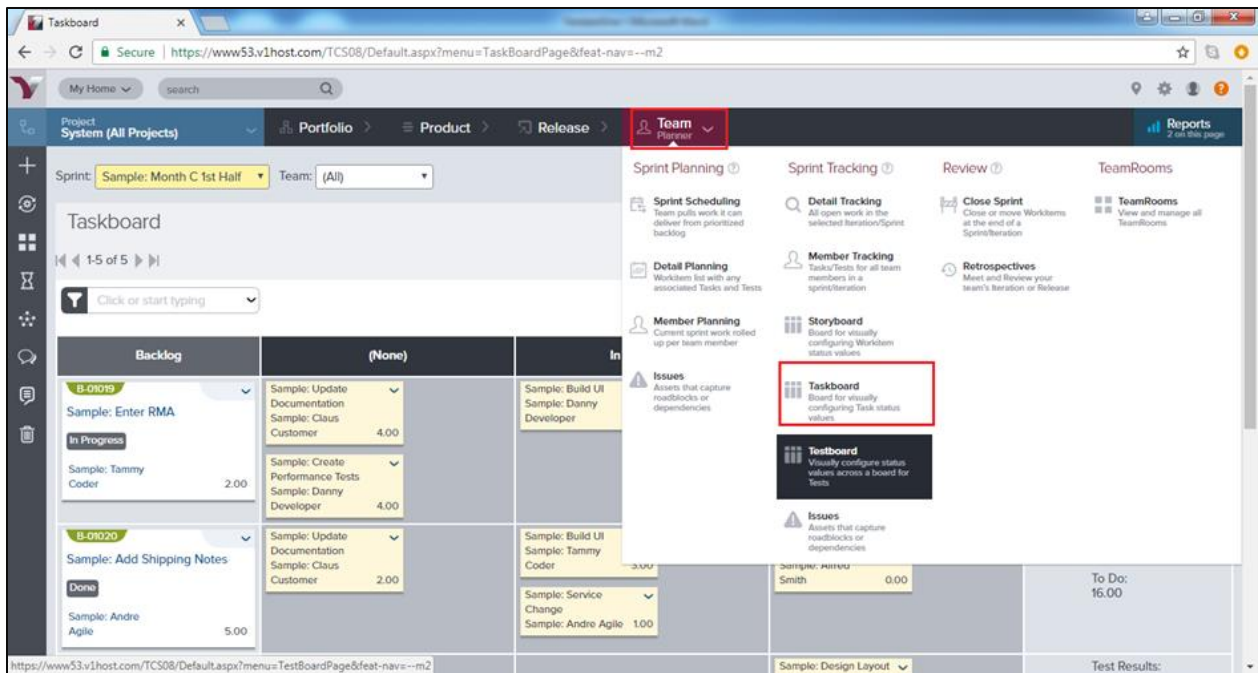 Taskboard
Secure | https://www53.v1host.com/TCS08/Default.aspx?menu=TaskBoardPage&feat-nav=--m2
My Home
search
Project
System (All Projects)
Portfolio
Product
Release
Team
Planner
Reports
2 on this page
Sprint: Sample: Month C 1st Half
Team: (All)
Taskboard
1-5 of 5
Click or start typing
Sprint Planning
Sprint Scheduling
Team pulls work it can
deliver from prioritized
backlog
Detail Planning
Workitem list with any
associated Tasks and Tests
Member Planning
Current sprint work rolled
up per team member
Issues
Assets that capture
roadblocks or
dependencies
Sprint Tracking
Detail Tracking
All open work in the
selected Iteration/Sprint
Member Tracking
Tasks/Tests for all team
members in a
sprint/iteration
Storyboard
Board for visually
configuring Workitem
status values
Taskboard
Board for visually
configuring Task status
values
Testboard
Visually configure status
values across a board for
Tests
Issues
Assets that capture
roadblocks or
dependencies
Review
Close Sprint
Close or move Workitems
at the end of a
Sprint/Iteration
Retrospectives
Meet and Review your
team's Iteration or Release
TeamRooms
TeamRooms
View and manage all
TeamRooms
Backlog
(None)
In
B-01019
Sample: Enter RMA
In Progress
Sample: Tammy
Coder 2.00
Sample: Update
Documentation
Sample: Claus
Customer 4.00
Sample: Create
Performance Tests
Sample: Danny
Developer 4.00
Sample: Build UI
Sample: Danny
Developer
B-01020
Sample: Add Shipping Notes
Done
Sample: Andre
Agile 5.00
Sample: Update
Documentation
Sample: Claus
Customer 2.00
Sample: Build UI
Sample: Tammy
Coder 3.00
Sample: Service
Change
Sample: Andre Agile 1.00
Sample: Alfred
Smith 0.00
To Do:
16.00
Sample: Design Layout
Test Results:
https://www53.v1host.com/TCS08/Default.aspx?menu=TestBoardPage&feat-nav=--m2